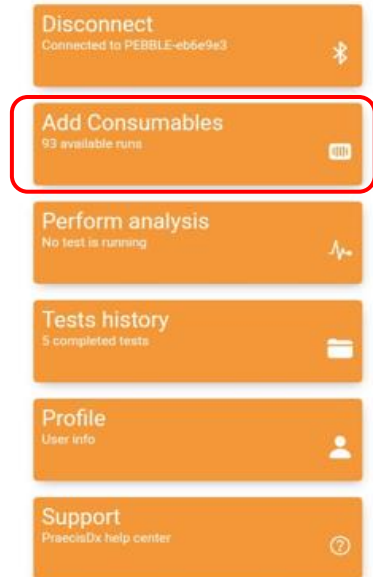 Disconnect
Connected to PEBBLE-eb6e9e3
Add Consumables
93 available runs
Perform analysis
No test is running
Tests history
5 completed tests
Profile
User info
Support
PraecisDx help center